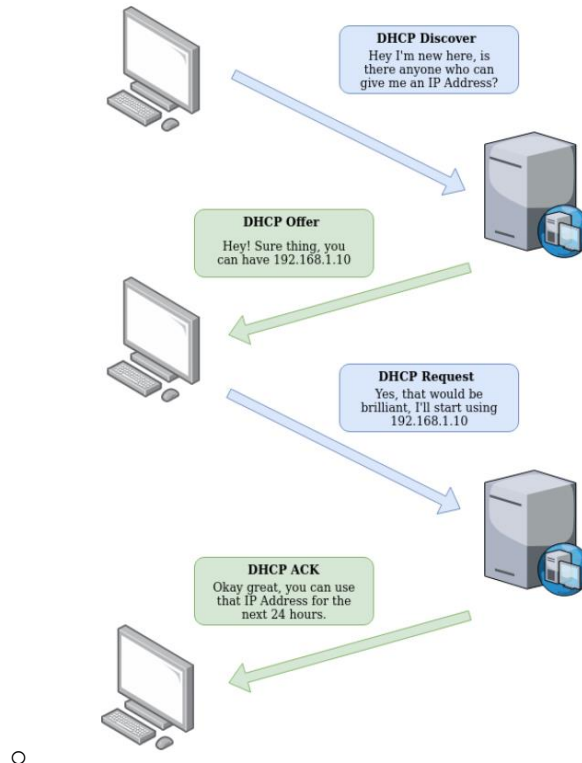 DHCP Discover
Hey I'm new here, is
there anyone who can
give me an IP Address?
DHCP Offer
Hey! Sure thing, you
can have 192.168.1.10
DHCP Request
Yes, that would be
brilliant, I'll start using
192.168.1.10
DHCP ACK
Okay great, you can use
that IP Address for the
next 24 hours.